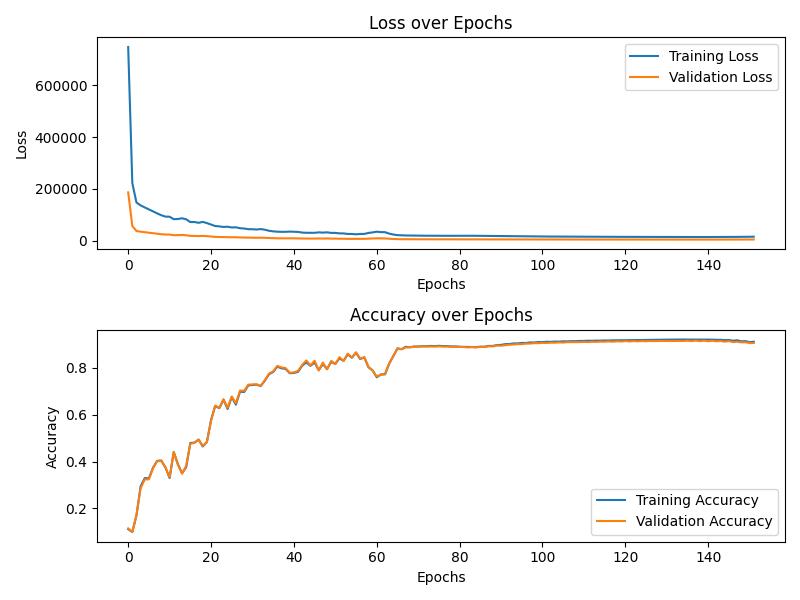 Loss over Epochs
Loss
600000
400000
200000
0
Training Loss
Validation Loss
0 20 40 60 80 100 120 140
Epochs
Accuracy over Epochs
Accuracy
0.8
0.6
0.4
0.2
Training Accuracy
Validation Accuracy
0 20 40 60 80 100 120 140
Epochs